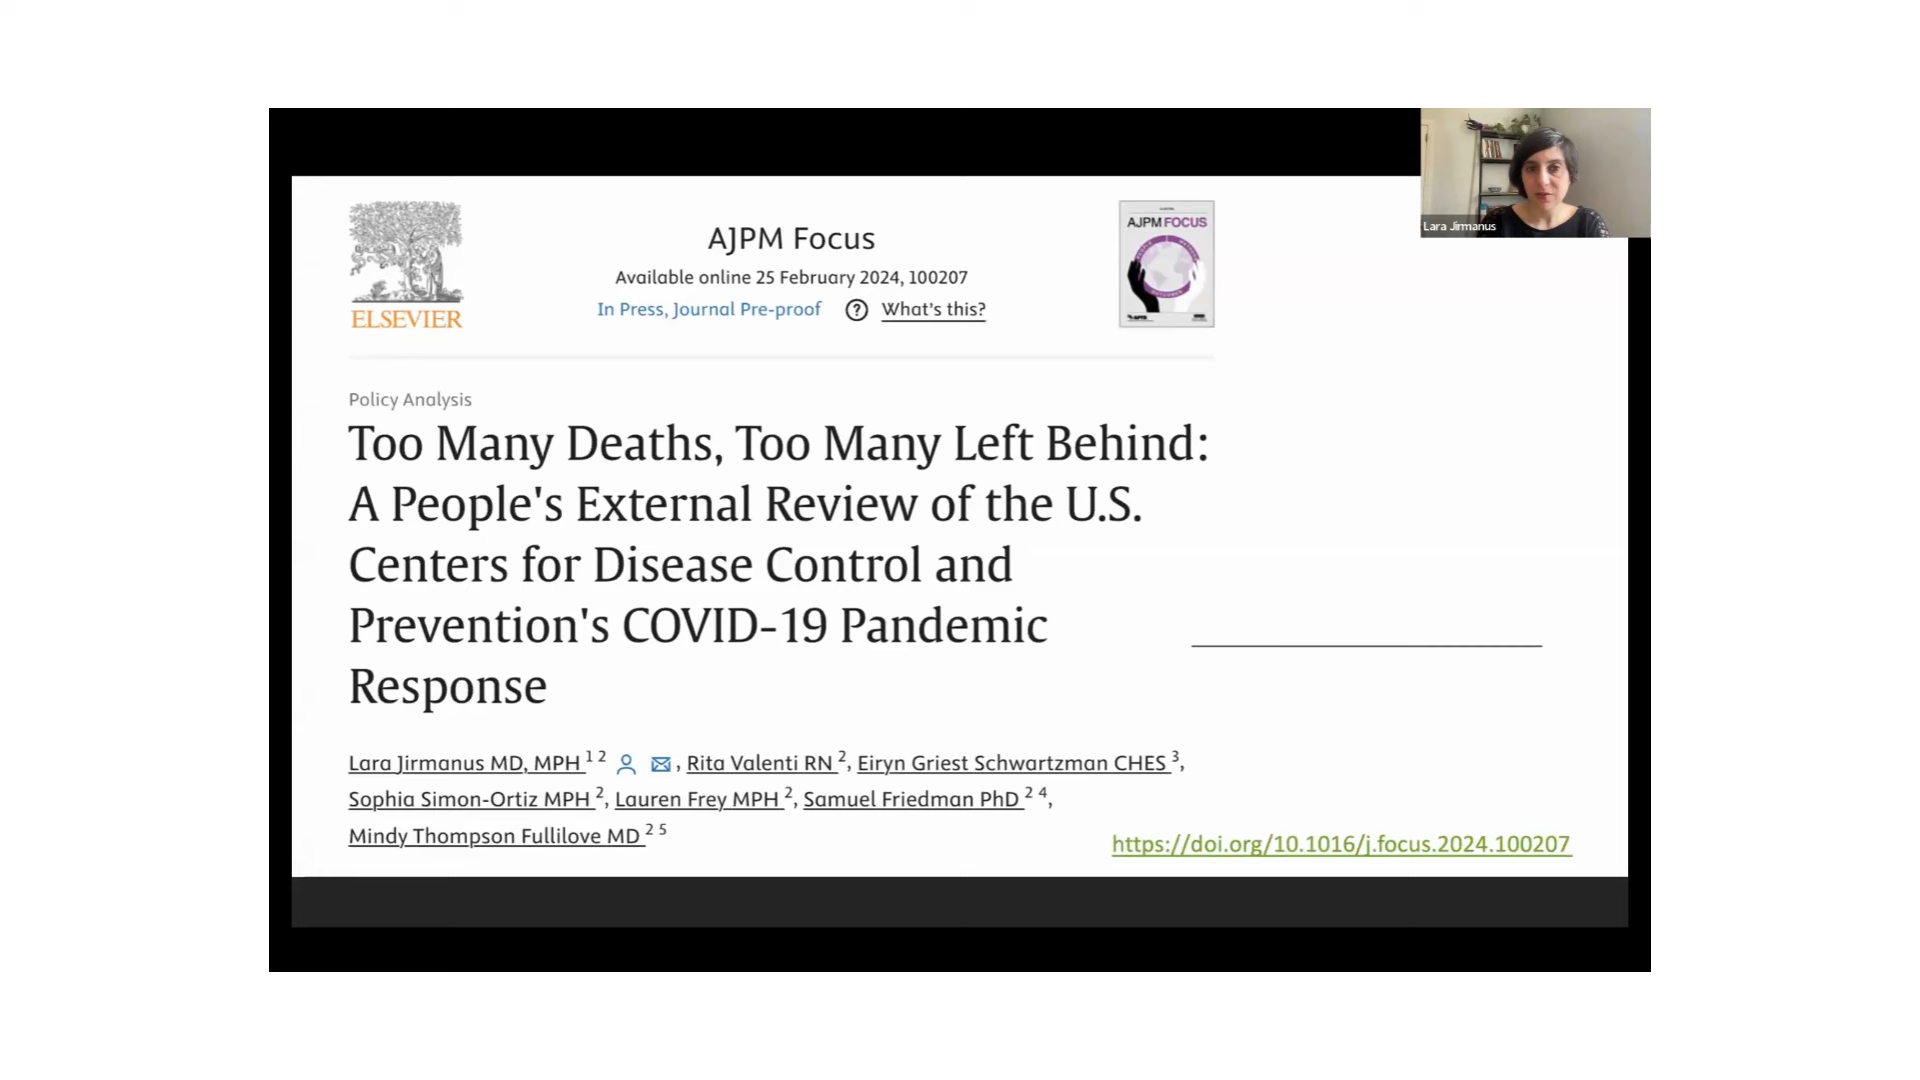 Lara Jirmanus
ELSEVIER
AJPM Focus
Available online 25 February 2024, 100207
In Press, Journal Pre-proof ? What's this?
AJPM FOCUS
Policy Analysis
Too Many Deaths, Too Many Left Behind:
A People's External Review of the U.S.
Centers for Disease Control and
Prevention's COVID-19 Pandemic
Response
Lara Jirmanus MD, MPH 1 2 , Rita Valenti RN 2, Eiryn Griest Schwartzman CHES 3,
Sophia Simon-Ortiz MPH 2, Lauren Frey MPH 2, Samuel Friedman PhD 2 4,
Mindy Thompson Fullilove MD 2 5
https://doi.org/10.1016/j.focus.2024.100207